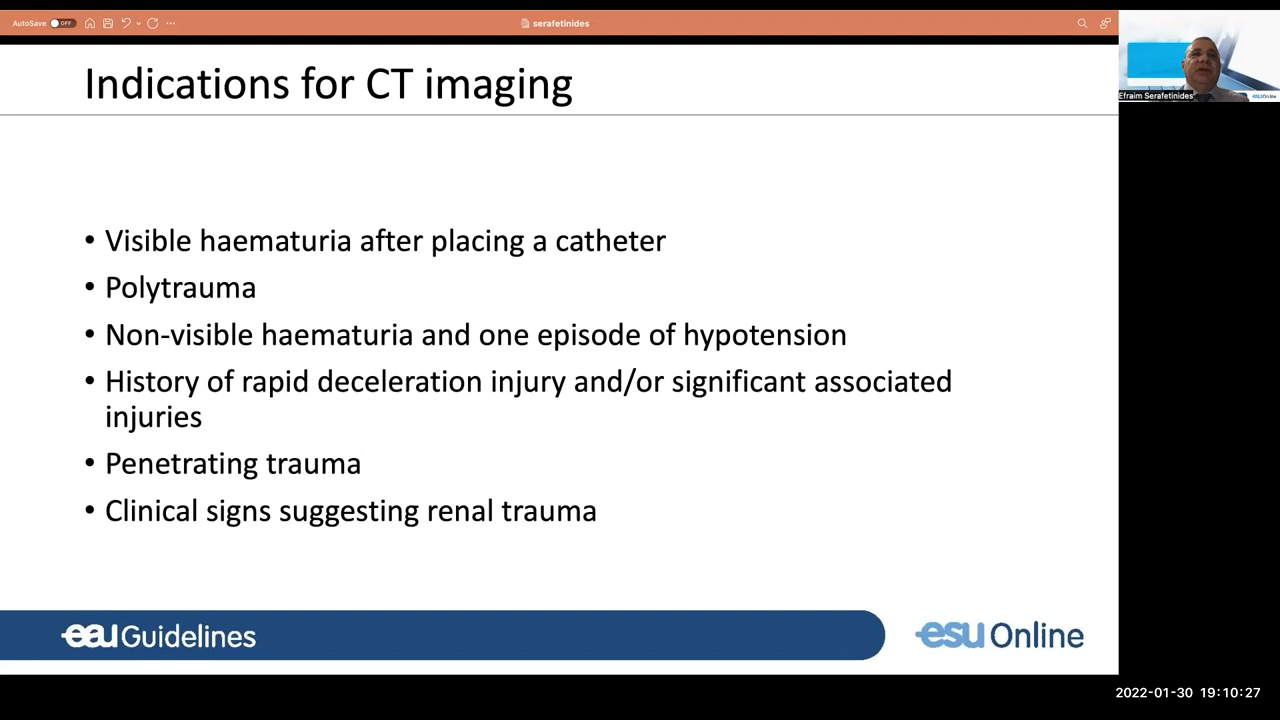 AutoSave OFF
serafetinides
Indications for CT imaging
• Visible haematuria after placing a catheter
• Polytrauma
• Non-visible haematuria and one episode of hypotension
• History of rapid deceleration injury and/or significant associated
injuries
• Penetrating trauma
• Clinical signs suggesting renal trauma
eau Guidelines
esu Online
Efraim Serafetinides
esu Online
2022-01-30 19:10:27